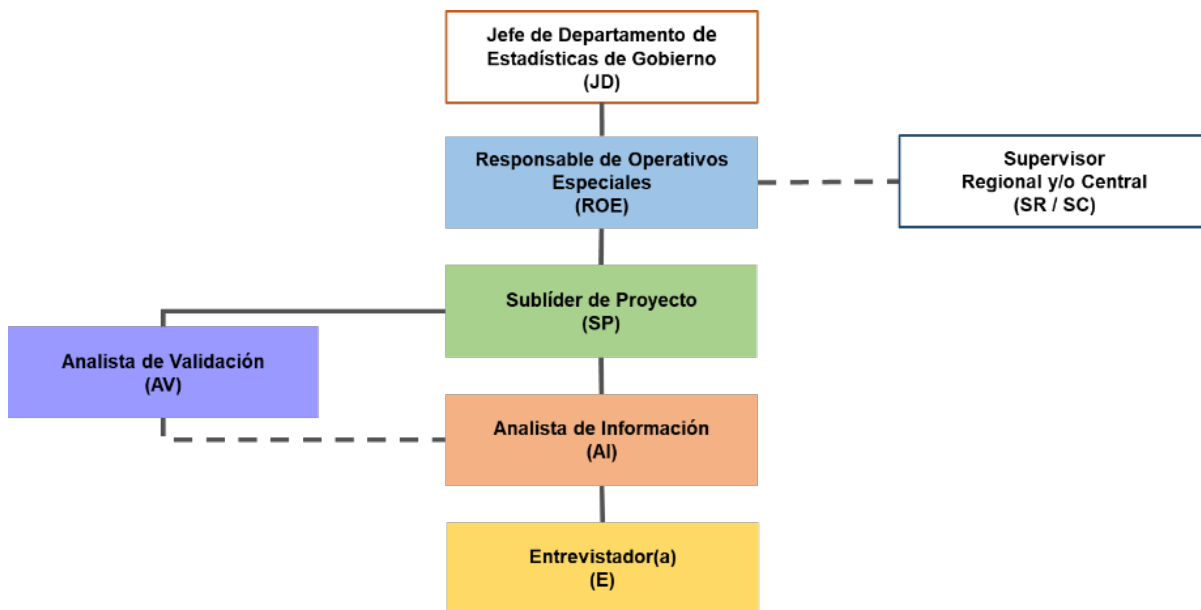 Jefe de Departamento de
Estadísticas de Gobierno
(JD)
Responsable de Operativos
Especiales
(ROE)
Supervisor
Regional y/o Central
(SR / SC)
Sublíder de Proyecto
(SP)
Analista de Validación
(AV)
Analista de Información
(AI)
Entrevistador(a)
(E)